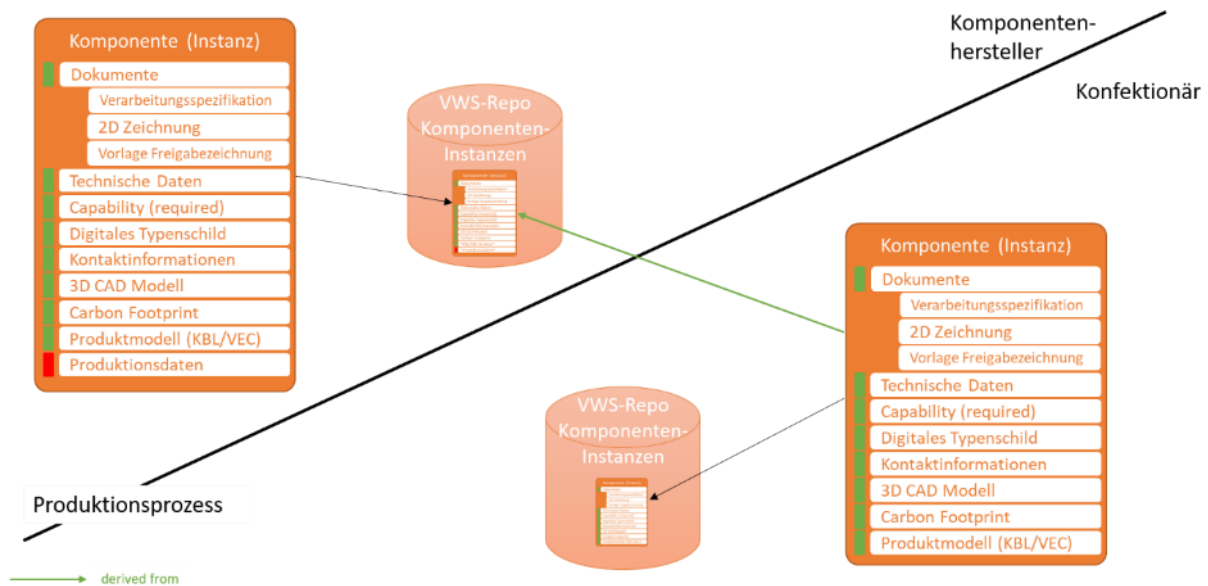 Komponente (Instanz)
Dokumente
Verarbeitungsspezifikation
2D Zeichnung
Vorlage Freigabezeichnung
Technische Daten
Capability (required)
Digitales Typenschild
Kontaktinformationen
3D CAD Modell
Carbon Footprint
Produktmodell (KBL/VEC)
Produktionsdaten
VWS-Repo
Komponenten-
Instanzen
Komponenten-
hersteller
Konfektionär
Komponente (Instanz)
Dokumente
Verarbeitungsspezifikation
2D Zeichnung
Vorlage Freigabezeichnung
Technische Daten
Capability (required)
Digitales Typenschild
Kontaktinformationen
3D CAD Modell
Carbon Footprint
Produktmodell (KBL/VEC)
VWS-Repo
Komponenten-
Instanzen
Produktionsprozess
derived from